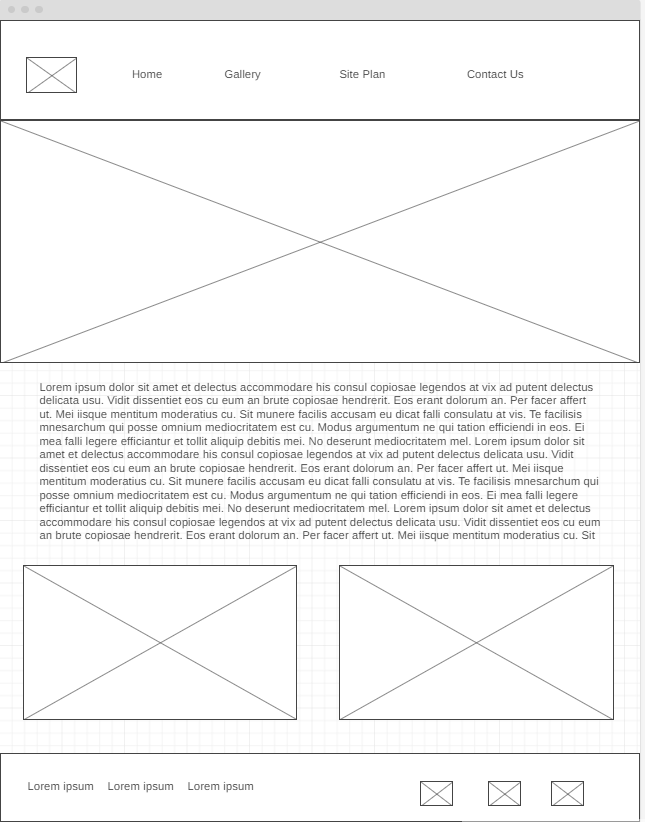 Home Gallery Site Plan Contact Us
Lorem ipsum dolor sit amet et delectus accommodare his consul copiosae legendos at vix ad putent delectus
delicata usu. Vidit dissentiet eos cu eum an brute copiosae hendrerit. Eos erant dolorum an. Per facer affert
ut. Mei iisque mentitum moderatius cu. Sit munere facilis accusam eu dicat falli consulatu at vis. Te facilisis
mnesarchum qui posse omnium mediocritatem est cu. Modus argumentum ne qui tation efficiendi in eos. Ei
mea falli legere efficiantur et tollit aliquip debitis mei. No deserunt mediocritatem mel. Lorem ipsum dolor sit
amet et delectus accommodare his consul copiosae legendos at vix ad putent delectus delicata usu. Vidit
dissentiet eos cu eum an brute copiosae hendrerit. Eos erant dolorum an. Per facer affert ut. Mei iisque
mentitum moderatius cu. Sit munere facilis accusam eu dicat falli consulatu at vis. Te facilisis mnesarchum qui
posse omnium mediocritatem est cu. Modus argumentum ne qui tation efficiendi in eos. Ei mea falli legere
efficiantur et tollit aliquip debitis mei. No deserunt mediocritatem mel. Lorem ipsum dolor sit amet et delectus
accommodare his consul copiosae legendos at vix ad putent delectus delicata usu. Vidit dissentiet eos cu eum
an brute copiosae hendrerit. Eos erant dolorum an. Per facer affert ut. Mei iisque mentitum moderatius cu. Sit
Lorem ipsum Lorem ipsum Lorem ipsum